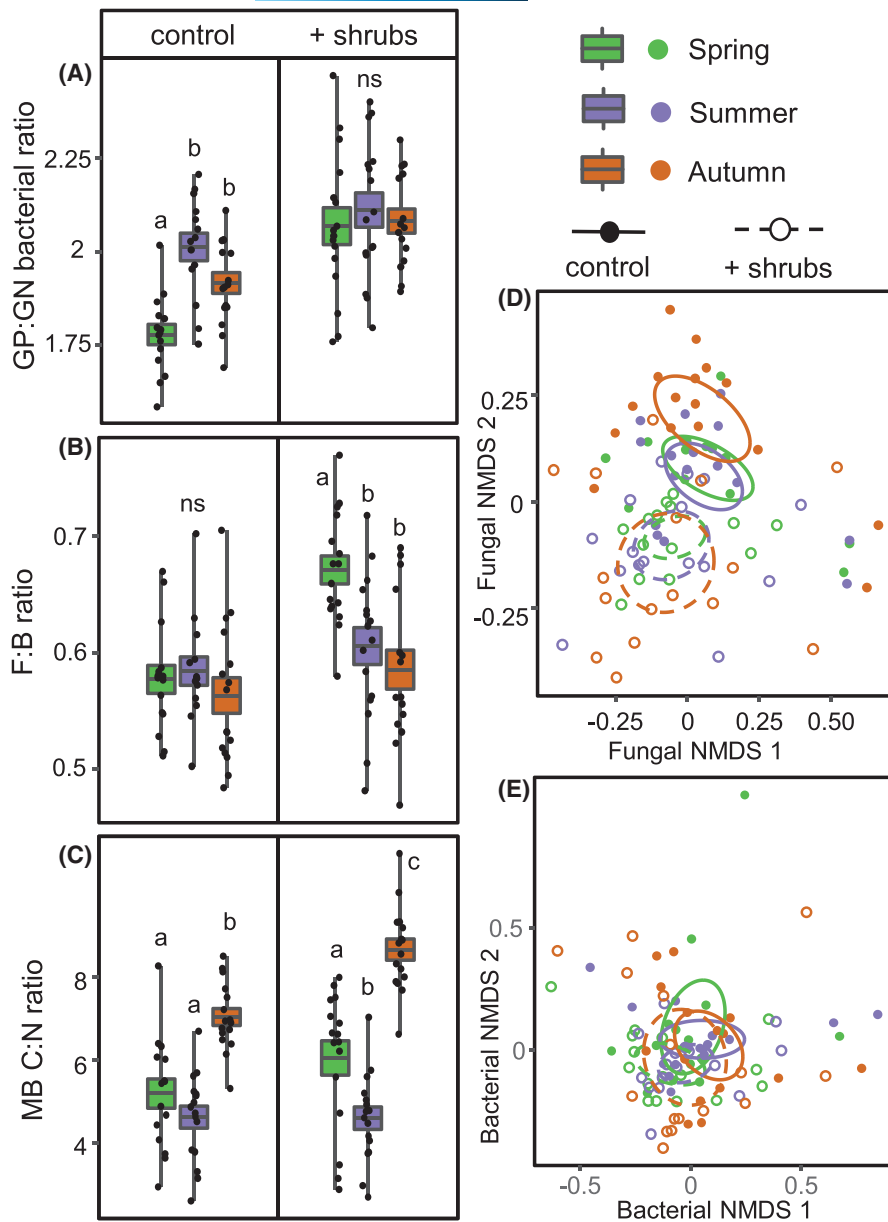 control + shrubs
(A)
GP:GN bacterial ratio
2.25
2
1.75
a
b
b
ns
(B)
F:B ratio
0.7
0.6
0.5
ns
a
b
b
(C)
MB C:N ratio
8
6
4
a
a
b
a
b
c
Spring
Summer
Autumn
control + shrubs
(D)
Fungal NMDS 2
0.25
0
-0.25
-0.25 0 0.25 0.50
Fungal NMDS 1
(E)
Bacterial NMDS 2
0.5
0
-0.5 0 0.5
Bacterial NMDS 1